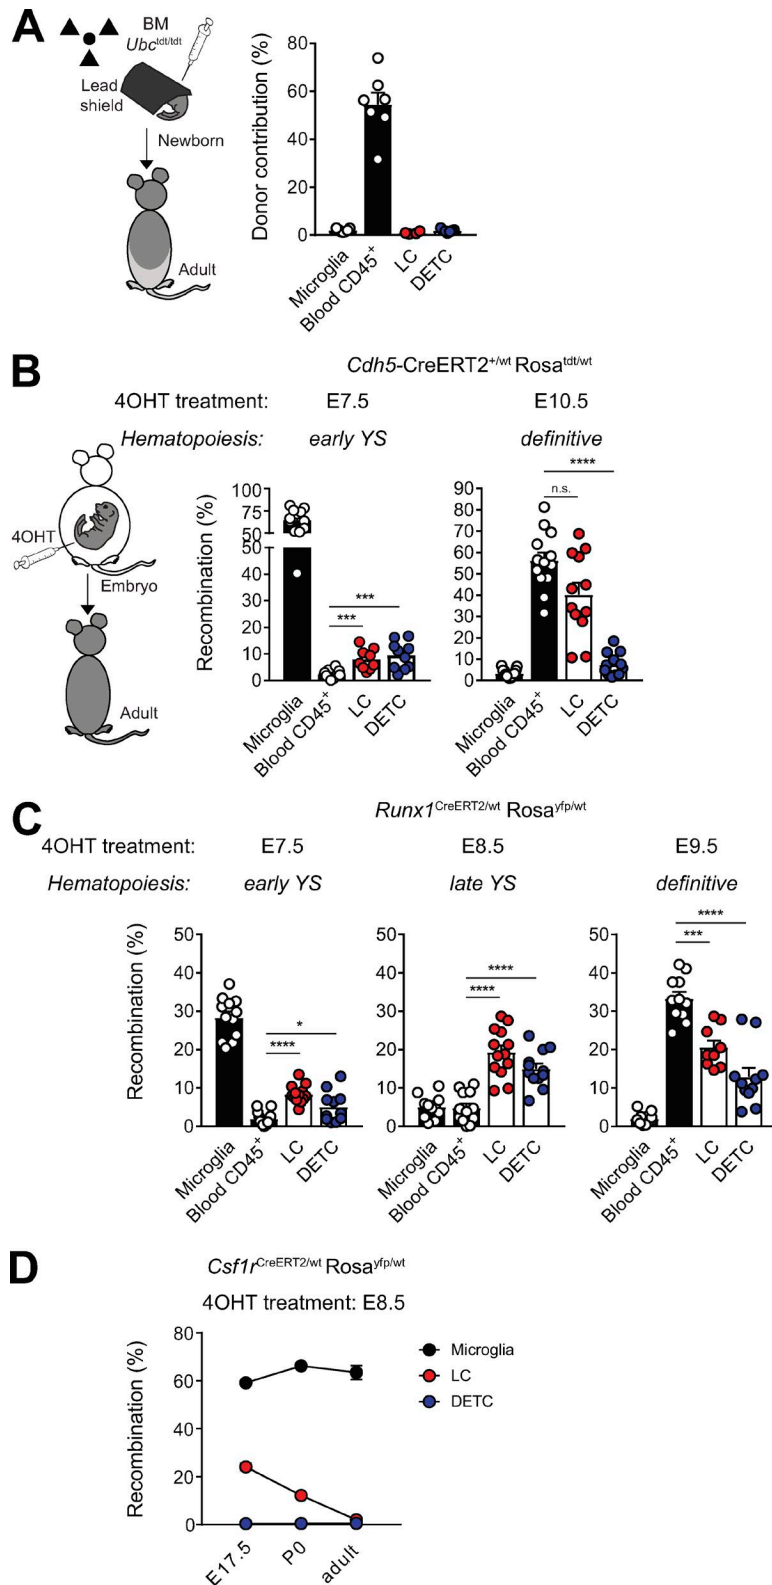 A
BM
Ubc^tdt/tdt
Lead
shield
Newborn
Adult
Donor contribution (%)
80
60
40
20
0
Microglia
Blood CD45⁺
LC
DETC
B
Cdh5-CreERT2^+/wt Rosa^tdt/wt
4OHT treatment: E7.5 E10.5
Hematopoiesis: early YS definitive
4OHT
Embryo
Adult
Recombination (%)
100
75
50
50
40
30
20
10
0
***
***
Microglia
Blood CD45⁺
LC
DETC
90
80
70
60
50
40
30
20
10
0
****
n.s.
Microglia
Blood CD45⁺
LC
DETC
C
Runx1^CreERT2/wt Rosa^yfp/wt
4OHT treatment: E7.5 E8.5 E9.5
Hematopoiesis: early YS late YS definitive
Recombination (%)
50
40
30
20
10
0
*
****
Microglia
Blood CD45⁺
LC
DETC
50
40
30
20
10
0
****
****
Microglia
Blood CD45⁺
LC
DETC
50
40
30
20
10
0
****
***
Microglia
Blood CD45⁺
LC
DETC
D
Csf1r^CreERT2/wt Rosa^yfp/wt
4OHT treatment: E8.5
Recombination (%)
80
60
40
20
0
E17.5
P0
adult
Microglia
LC
DETC